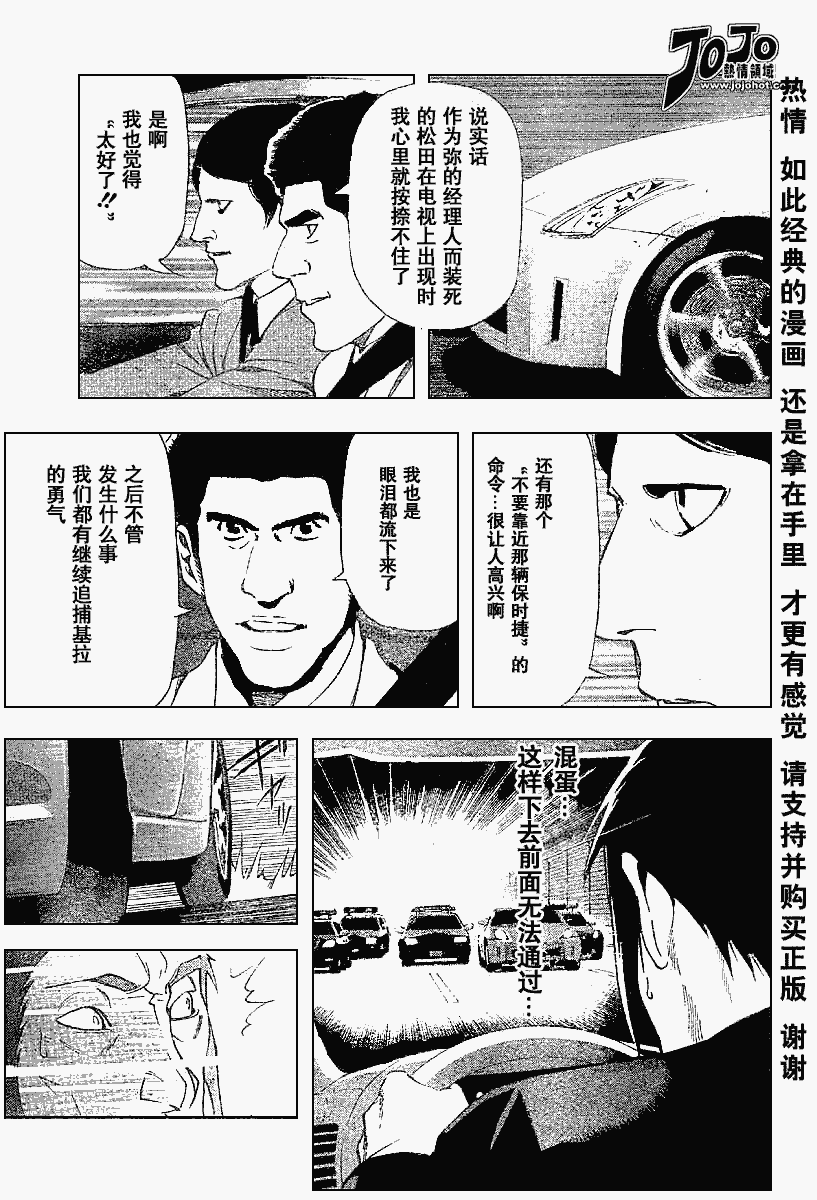 JOJO
熱情領域
www.jojohot.c
热情 如此经典的漫画 还是拿在手里 才更有感觉 请支持并购买正版 谢谢
说实话
作为弥的经理人而装死
的松田在电视上出现时
我心里就按捺不住了
是啊
我也觉得
“太好了!!”
还有那个
“不要靠近那辆保时捷”的
命令…很让人高兴啊
我也是
眼泪都流下来了
之后不管
发生什么事
我们都有继续追捕基拉
的勇气
混蛋…
这样下去前面无法通过…